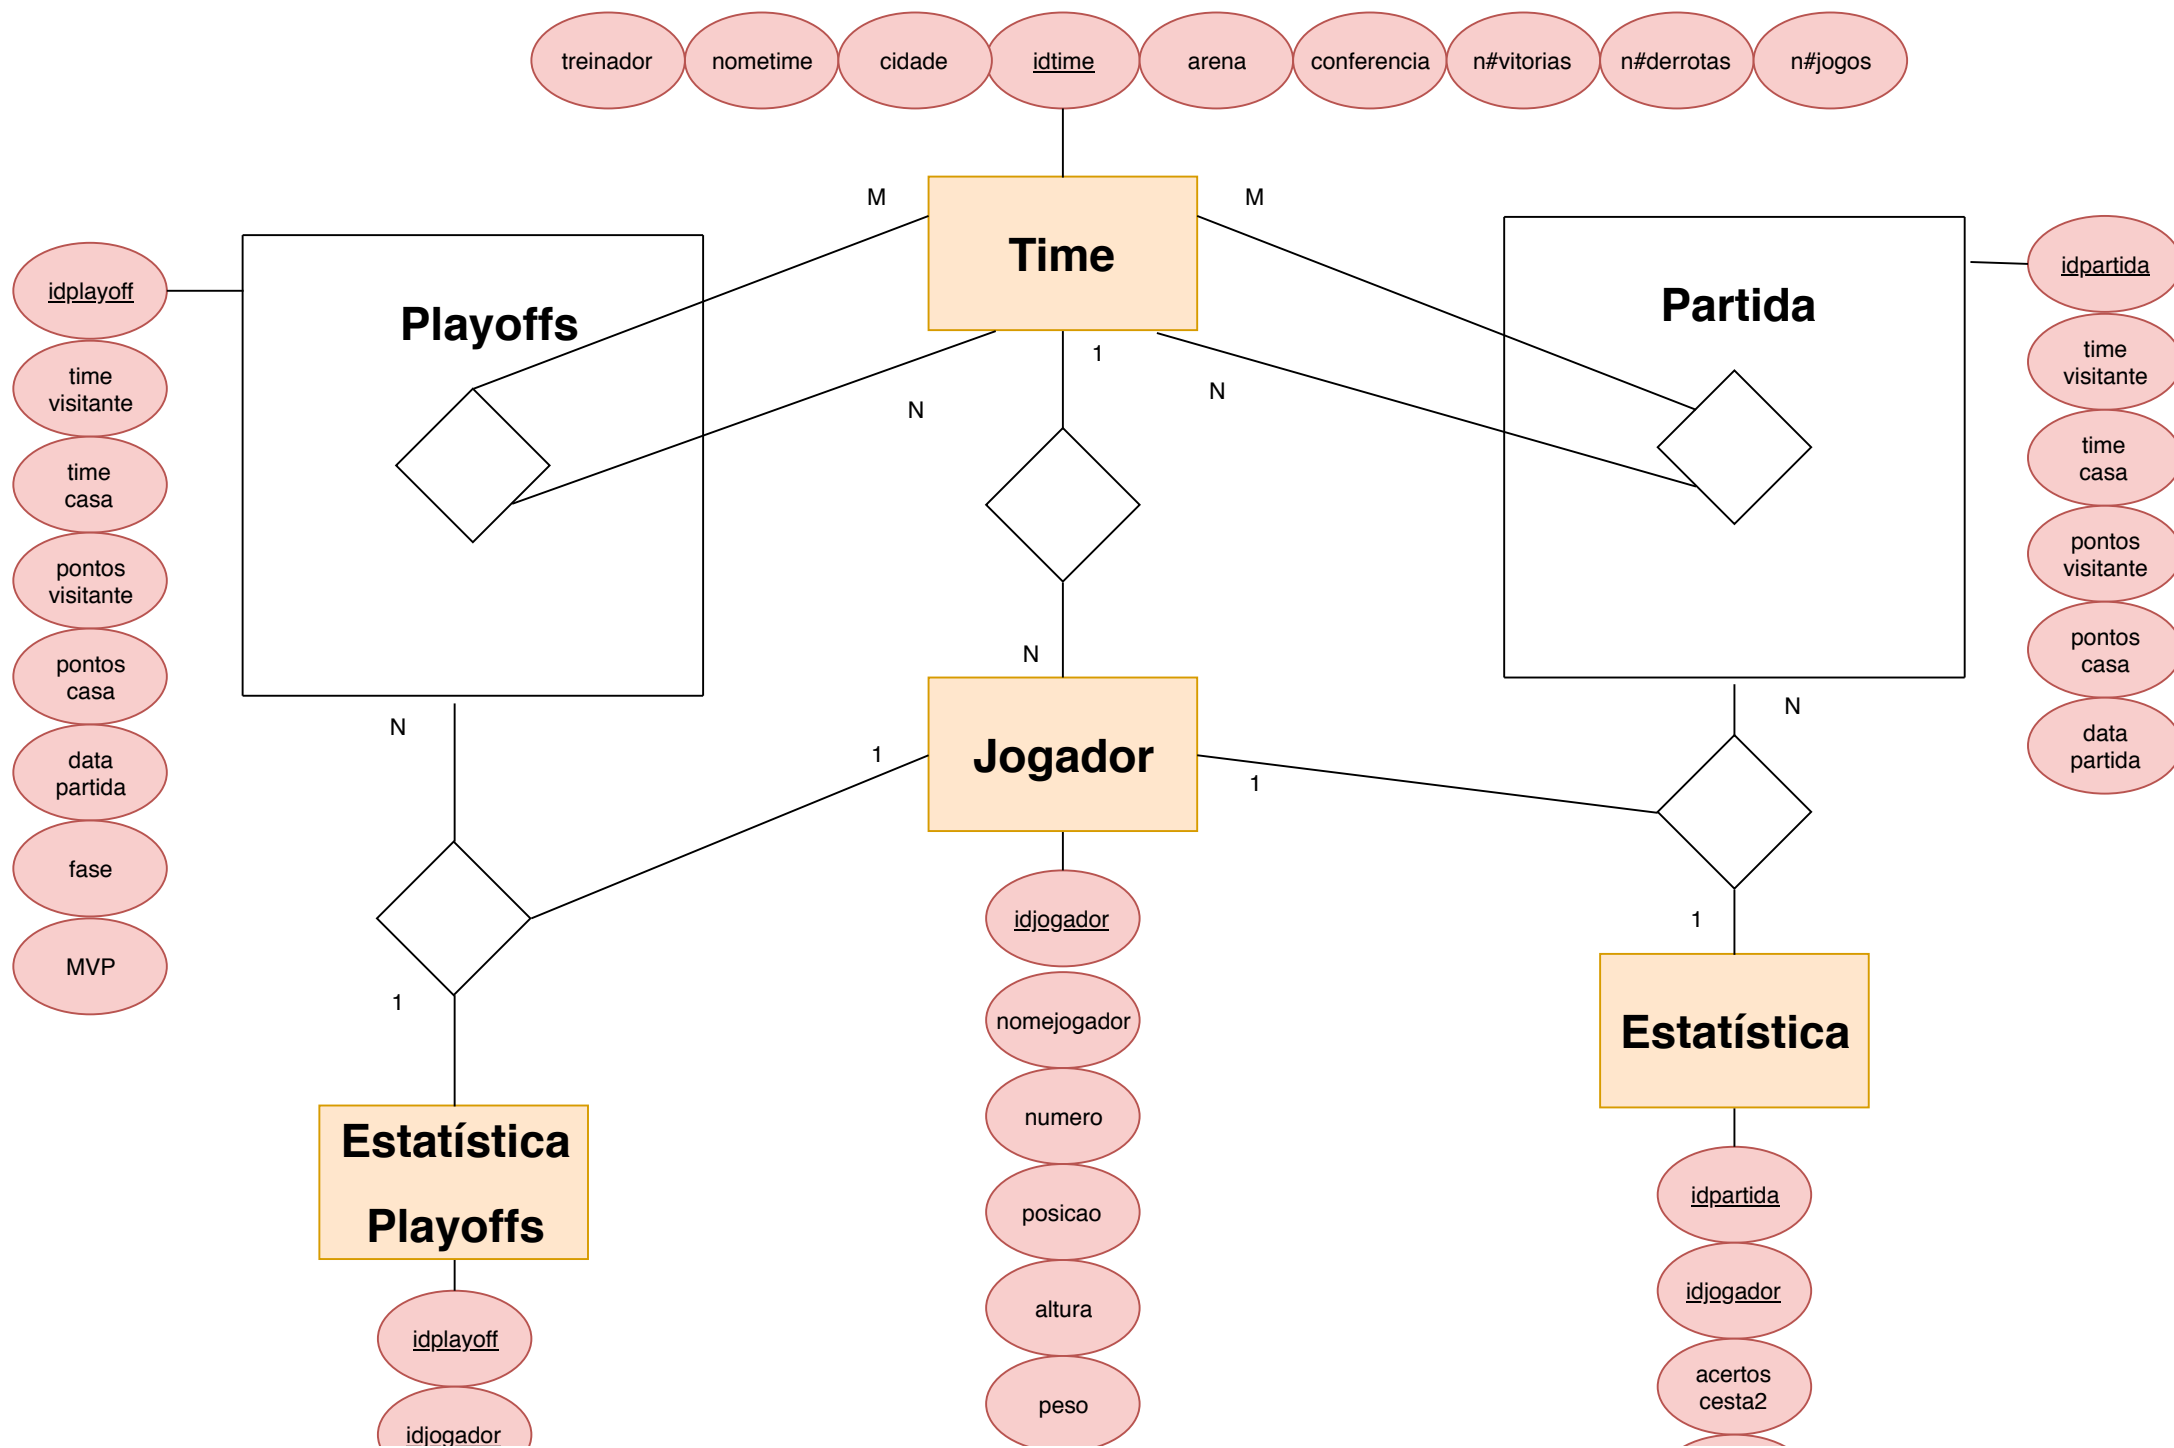 treinador
nometime
cidade
idtime
arena
conferencia
n#vitorias
n#derrotas
n#jogos
M
Time
M
1
N
N
N
Playoffs
idplayoff
time
visitante
time
casa
pontos
visitante
pontos
casa
data
partida
fase
MVP
Partida
idpartida
time
visitante
time
casa
pontos
visitante
pontos
casa
data
partida
N
1
Jogador
1
N
1
1
idjogador
nomejogador
numero
posicao
altura
peso
Estatística
Playoffs
idplayoff
idjogador
Estatística
idpartida
idjogador
acertos
cesta2